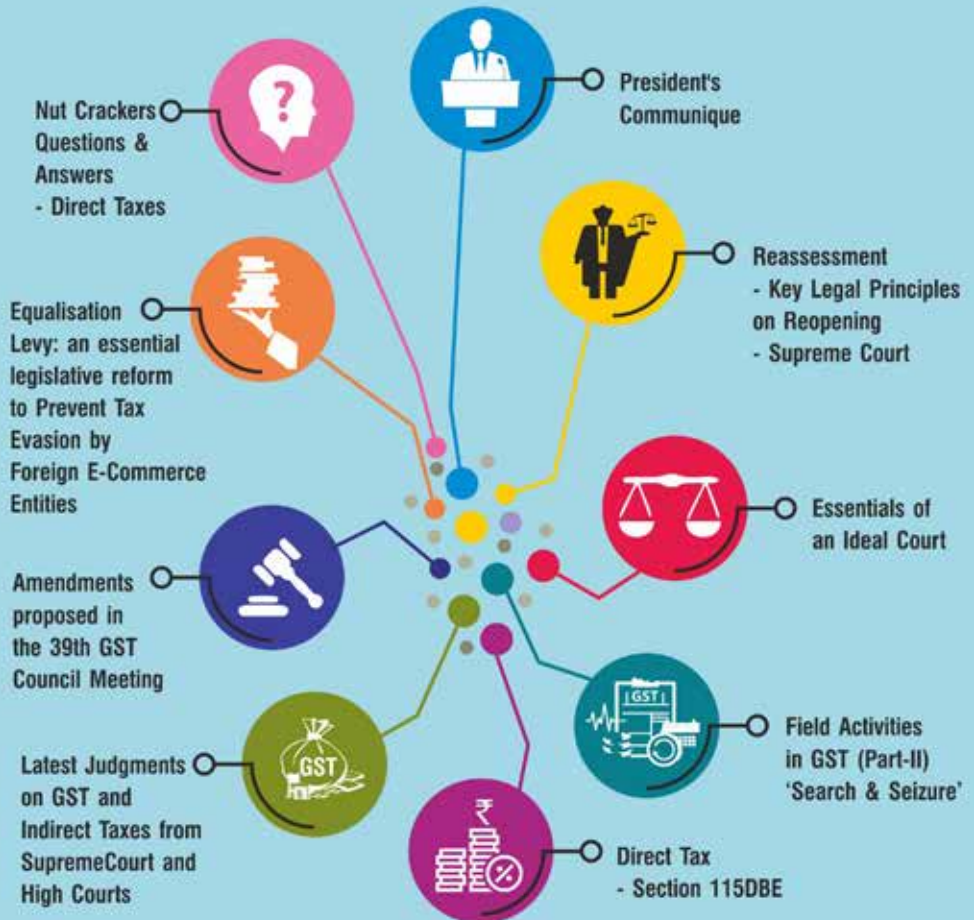 Nut Crackers
Questions &
Answers
- Direct Taxes
?
President's
Communique
Reassessment
- Key Legal Principles
on Reopening
- Supreme Court
Equalisation
Levy: an essential
legislative reform
to Prevent Tax
Evasion by
Foreign E-Commerce
Entities
Essentials of
an Ideal Court
Amendments
proposed in
the 39th GST
Council Meeting
GST
Field Activities
in GST (Part-II)
‘Search & Seizure’
Latest Judgments
on GST and
Indirect Taxes from
SupremeCourt and
High Courts
GST
₹
%
Direct Tax
- Section 115DBE